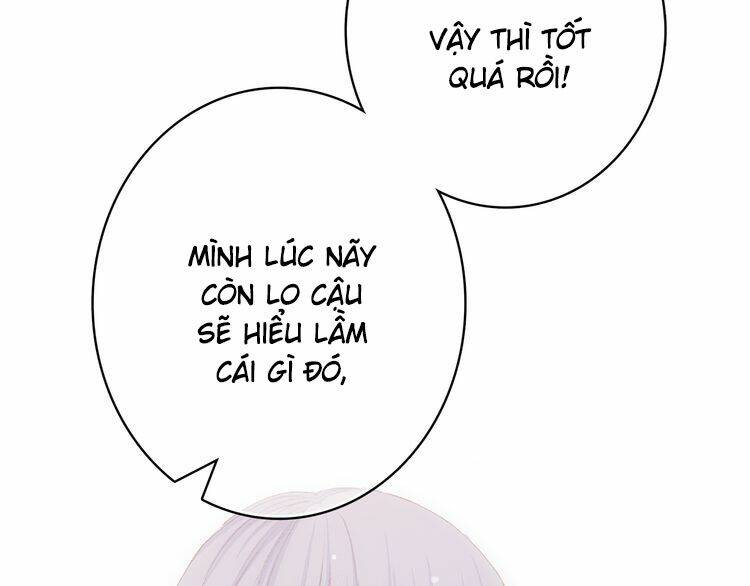 VẬY THÌ TỐT
QUÁ RỒI!
MÌNH LÚC NÃY
CÒN LO CẬU
SẼ HIỂU LẦM
CÁI GÌ ĐÓ,